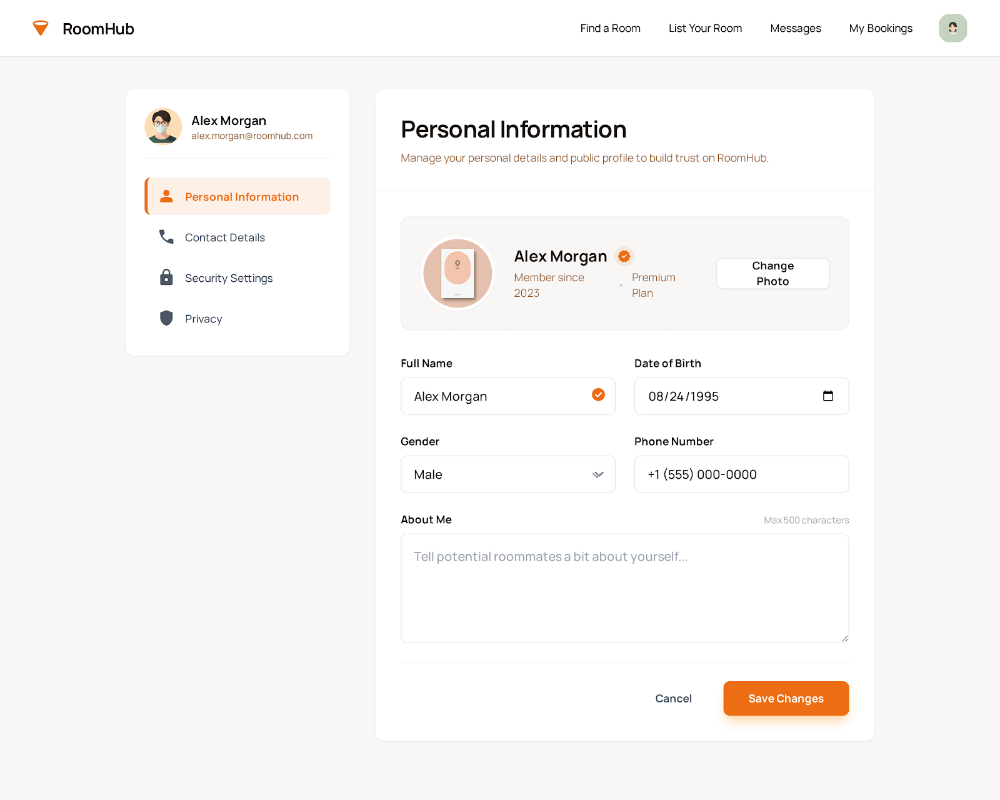 RoomHub
Find a Room
List Your Room
Messages
My Bookings
Alex Morgan
alex.morgan@roomhub.com
Personal Information
Contact Details
Security Settings
Privacy
Personal Information
Manage your personal details and public profile to build trust on RoomHub.
Alex Morgan
Member since
2023
Premium
Plan
Change
Photo
Full Name
Alex Morgan
Date of Birth
08/24/1995
Gender
Male
Phone Number
+1 (555) 000-0000
About Me
Max 500 characters
Tell potential roommates a bit about yourself...
Cancel
Save Changes